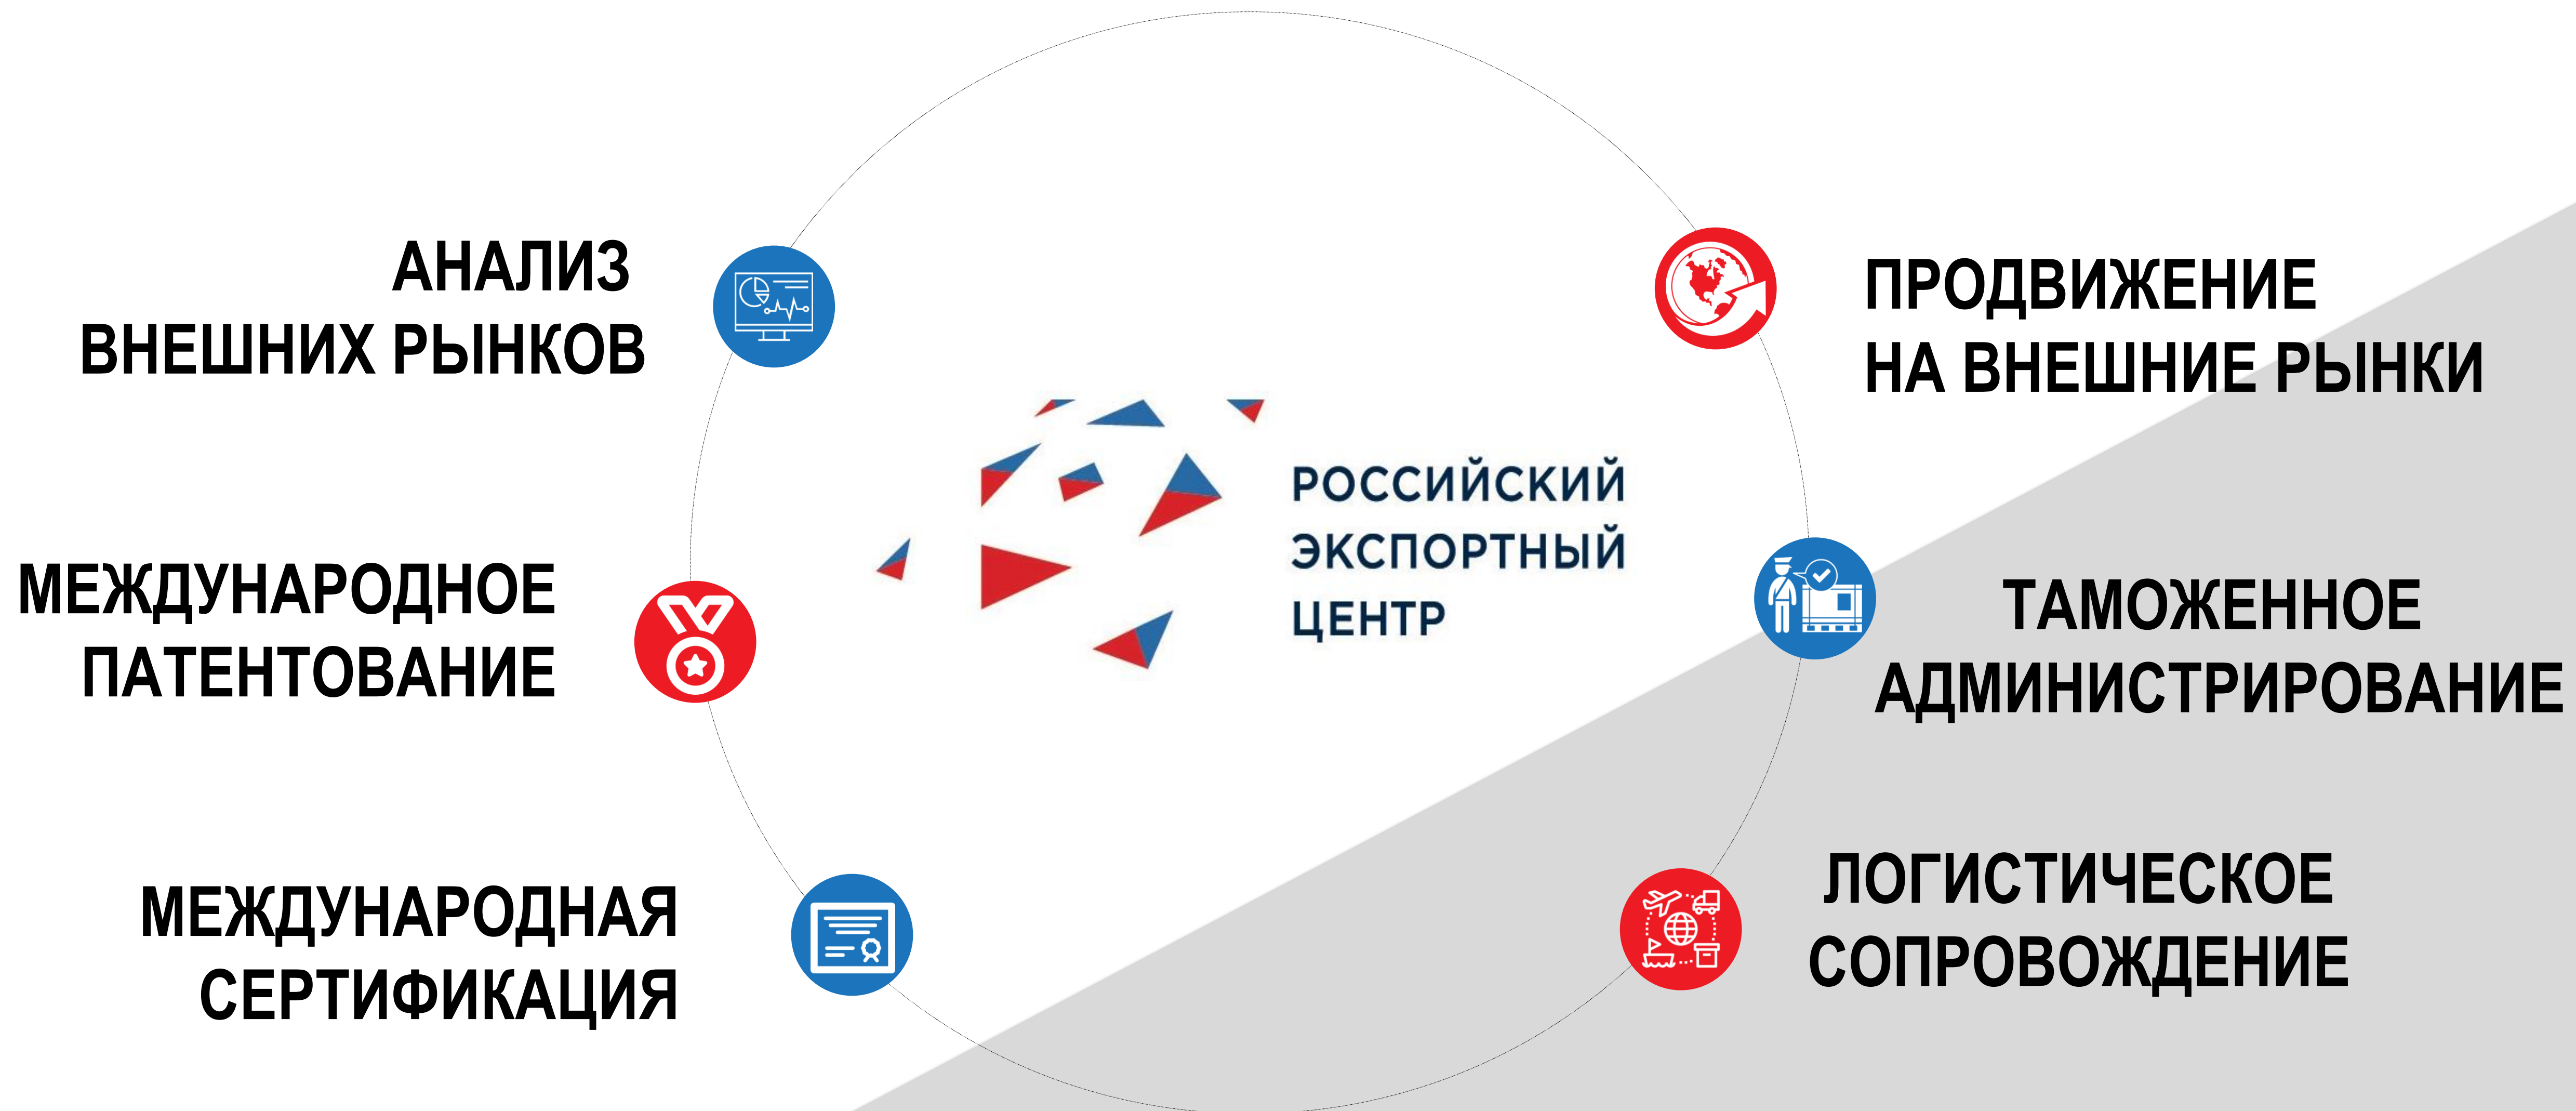 АНАЛИЗ
ВНЕШНИХ РЫНКОВ
МЕЖДУНАРОДНОЕ
ПАТЕНТОВАНИЕ
МЕЖДУНАРОДНАЯ
СЕРТИФИКАЦИЯ
РОССИЙСКИЙ
ЭКСПОРТНЫЙ
ЦЕНТР
ПРОДВИЖЕНИЕ
НА ВНЕШНИЕ РЫНКИ
ТАМОЖЕННОЕ
АДМИНИСТРИРОВАНИЕ
ЛОГИСТИЧЕСКОЕ
СОПРОВОЖДЕНИЕ